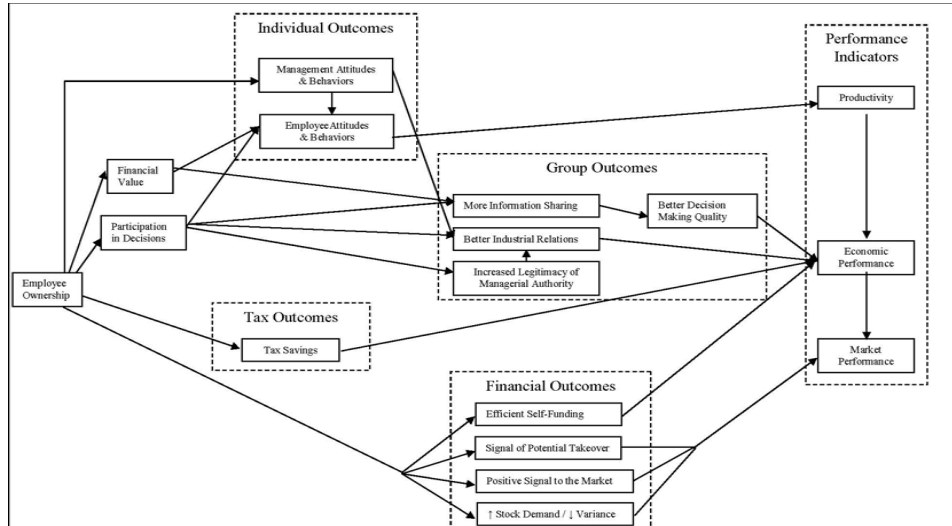 Individual Outcomes
Management Attitudes
& Behaviors
Employee Attitudes
& Behaviors
Performance
Indicators
Productivity
Economic
Performance
Market
Performance
Financial
Value
Participation
in Decisions
Employee
Ownership
Group Outcomes
More Information Sharing
Better Decision
Making Quality
Better Industrial Relations
Increased Legitimacy of
Managerial Authority
Tax Outcomes
Tax Savings
Financial Outcomes
Efficient Self-Funding
Signal of Potential Takeover
Positive Signal to the Market
↑ Stock Demand / ↓ Variance